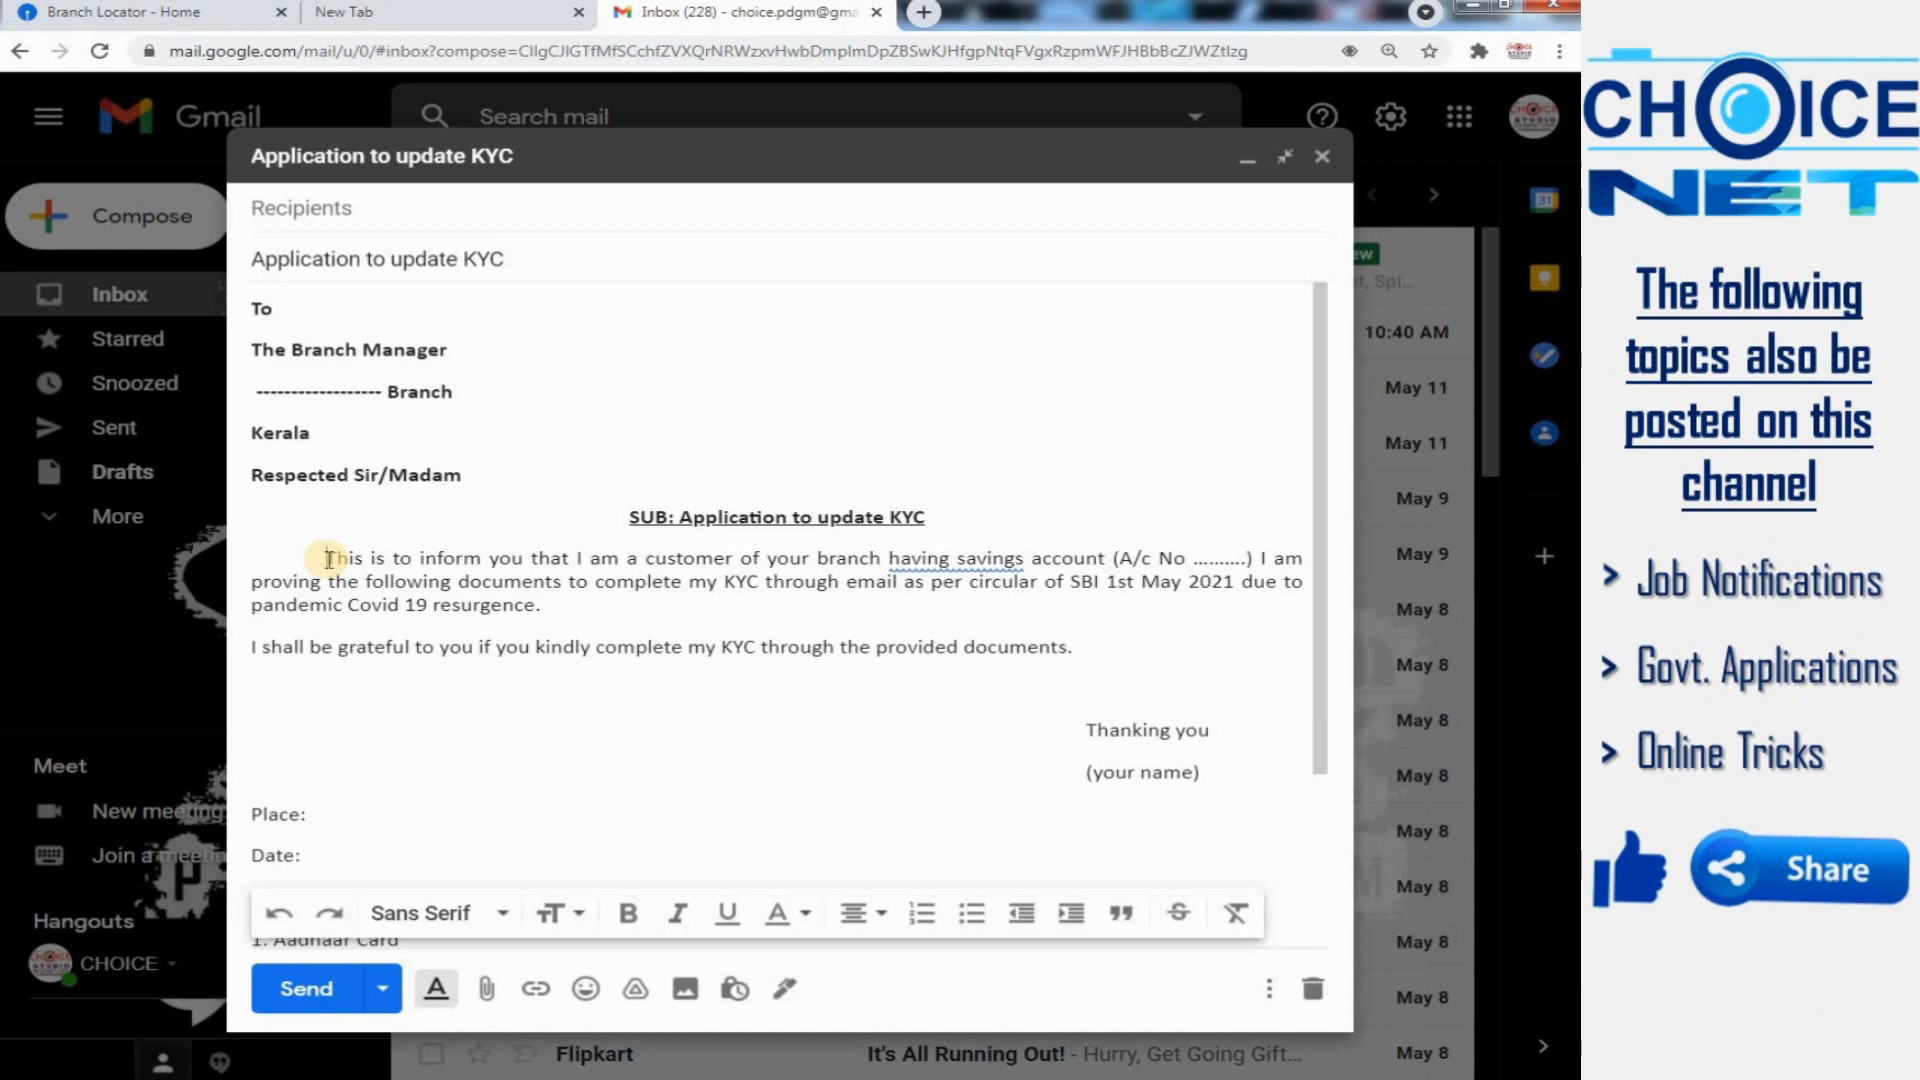 Branch Locator - Home
New Tab
Inbox (228) - choice.pdgm@gma
mail.google.com/mail/u/0/#inbox?compose=CllgCJlGTfMfSCchfZVXQrNRWzxvHwbDmplmDpZBSwKJHfgpNtqFVgxRzpmWFJHBbBcZJWZtlzg
Gmail
Search mail
Compose
Inbox
Starred
Snoozed
Sent
Drafts
More
Meet
New meeting
Join a meetin
Hangouts
CHOICE
Application to update KYC
Recipients
Application to update KYC
To
The Branch Manager
------------------ Branch
Kerala
Respected Sir/Madam
SUB: Application to update KYC
This is to inform you that I am a customer of your branch having savings account (A/c No ..........) I am
proving the following documents to complete my KYC through email as per circular of SBI 1st May 2021 due to
pandemic Covid 19 resurgence.
I shall be grateful to you if you kindly complete my KYC through the provided documents.
Thanking you
(your name)
Place:
Date:
Sans Serif
1. Aadhaar Card
Send
10:40 AM
May 11
May 11
May 9
May 9
May 8
May 8
May 8
May 8
May 8
May 8
May 8
May 8
Flipkart
It's All Running Out! - Hurry, Get Going Gift...
May 8
31
CHOICE
NET
The following
topics also be
posted on this
channel
> Job Notifications
> Govt. Applications
> Online Tricks
Share